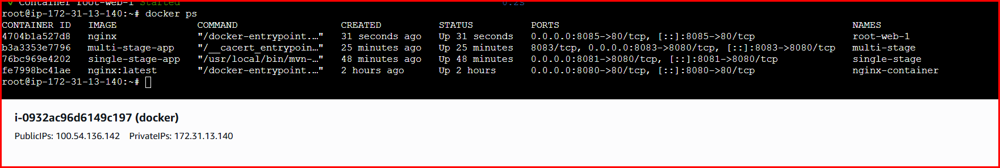 ✓ Container root-web-1 Started 0.2s
root@ip-172-31-13-140:~# docker ps
CONTAINER ID IMAGE COMMAND CREATED STATUS PORTS NAMES
4704b1a527d8 nginx "/docker-entrypoint.…" 31 seconds ago Up 31 seconds 0.0.0.0:8085->80/tcp, [::]:8085->80/tcp root-web-1
b3a3353e7796 multi-stage-app "/__cacert_entrypoin…" 25 minutes ago Up 25 minutes 8083/tcp, 0.0.0.0:8083->8080/tcp, [::]:8083->8080/tcp multi-stage
76bc969e4202 single-stage-app "/usr/local/bin/mvn-…" 48 minutes ago Up 48 minutes 0.0.0.0:8081->8080/tcp, [::]:8081->8080/tcp single-stage
fe7998bc41ae nginx:latest "/docker-entrypoint.…" 2 hours ago Up 2 hours 0.0.0.0:8080->80/tcp, [::]:8080->80/tcp nginx-container
root@ip-172-31-13-140:~#
i-0932ac96d6149c197 (docker)
PublicIPs: 100.54.136.142 PrivateIPs: 172.31.13.140